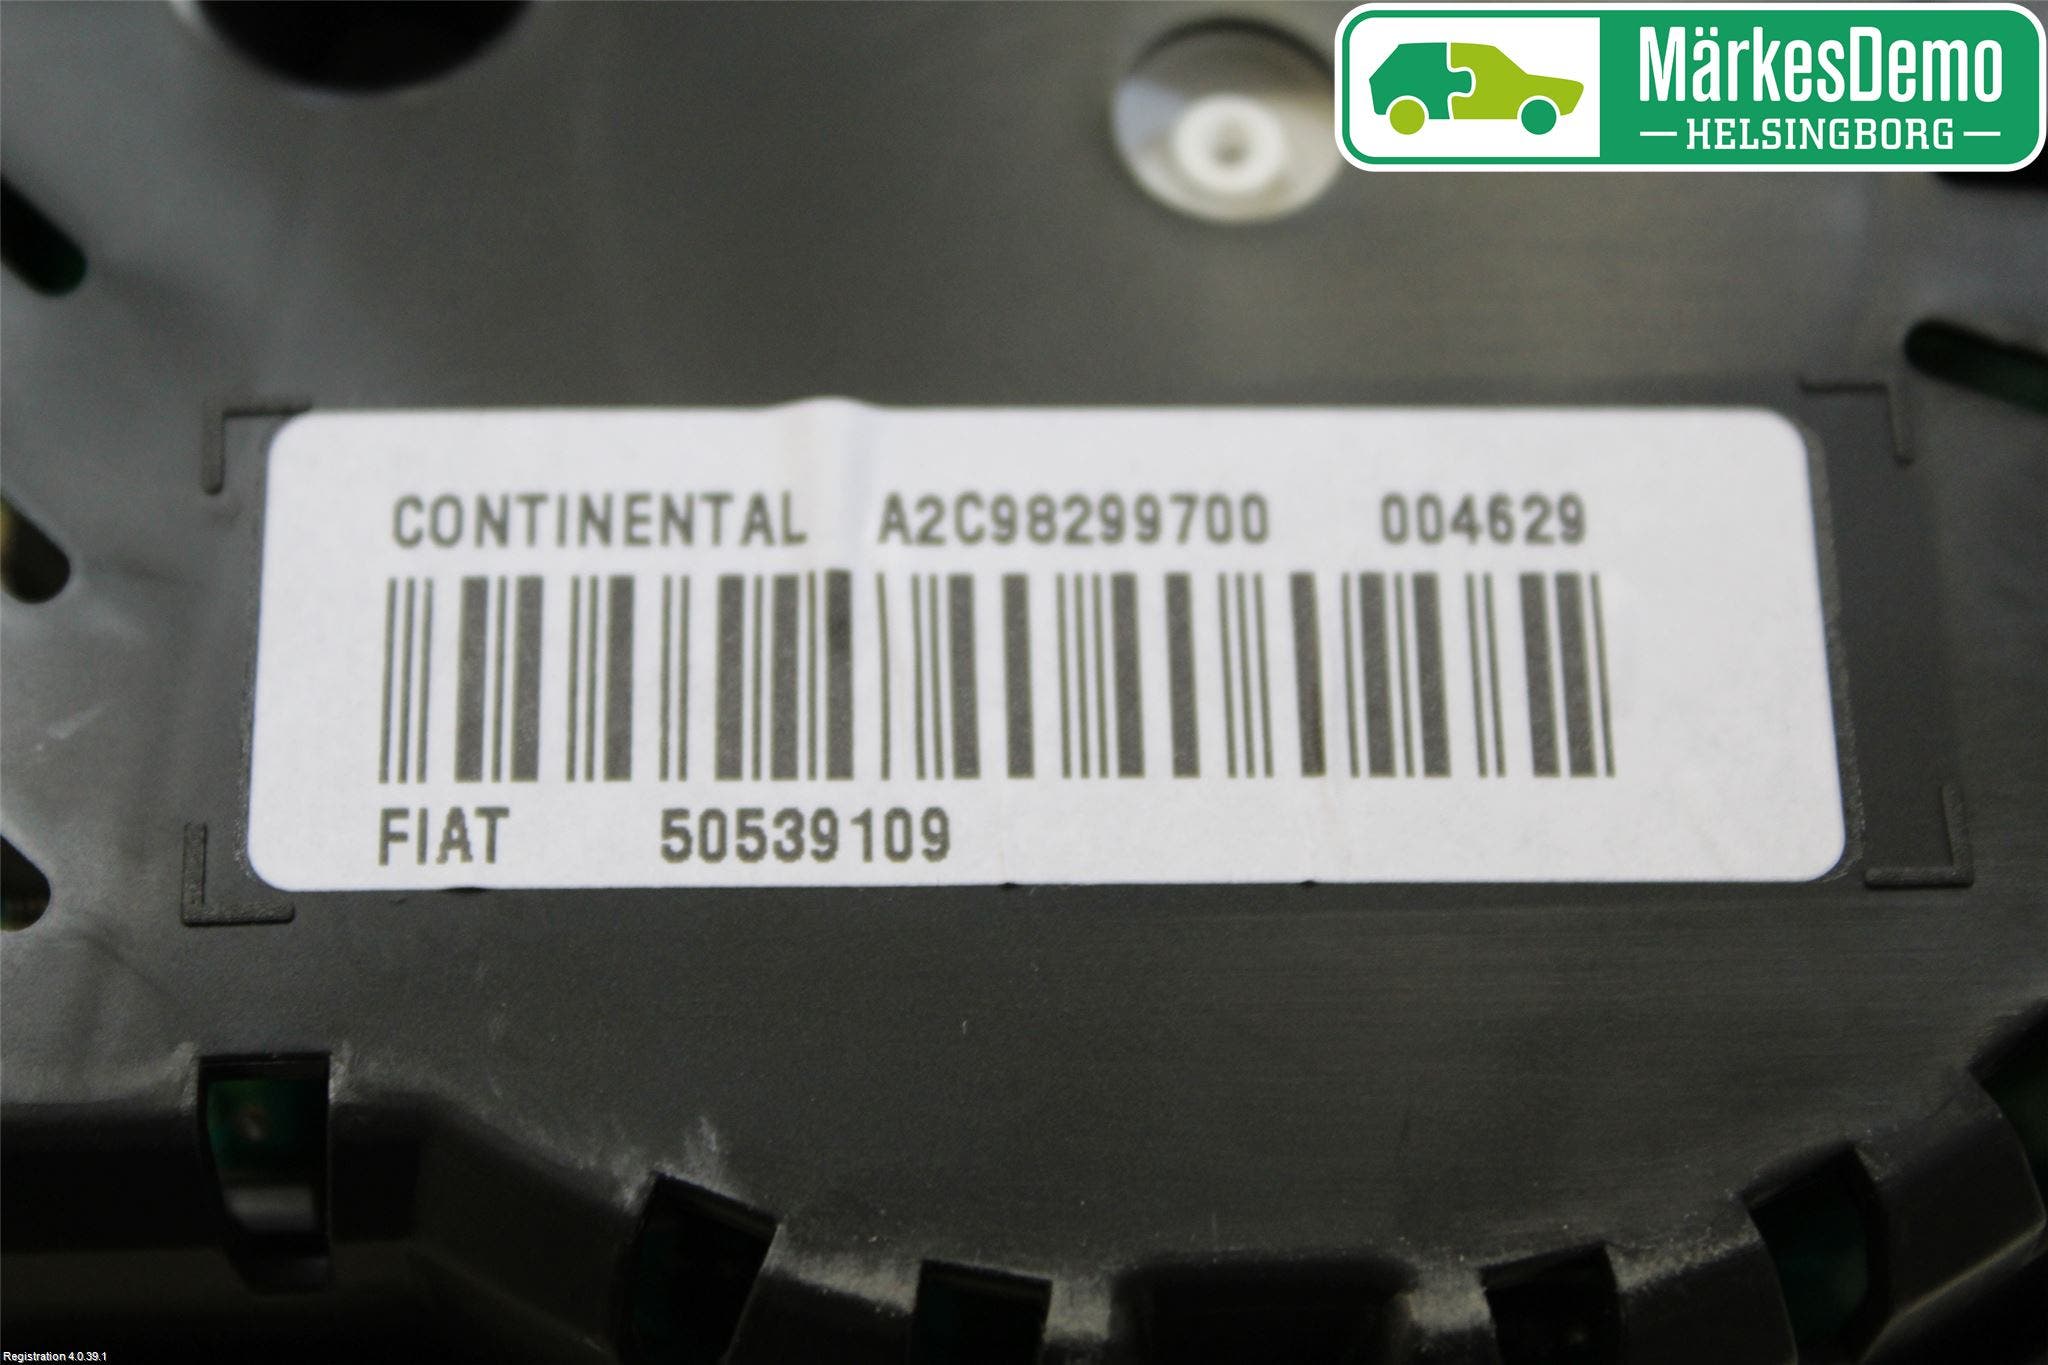 MärkesDemo
HELSINGBORG
CONTINENTAL A2C98299700 004629
FIAT 50539109
Registration 4.0.39.1